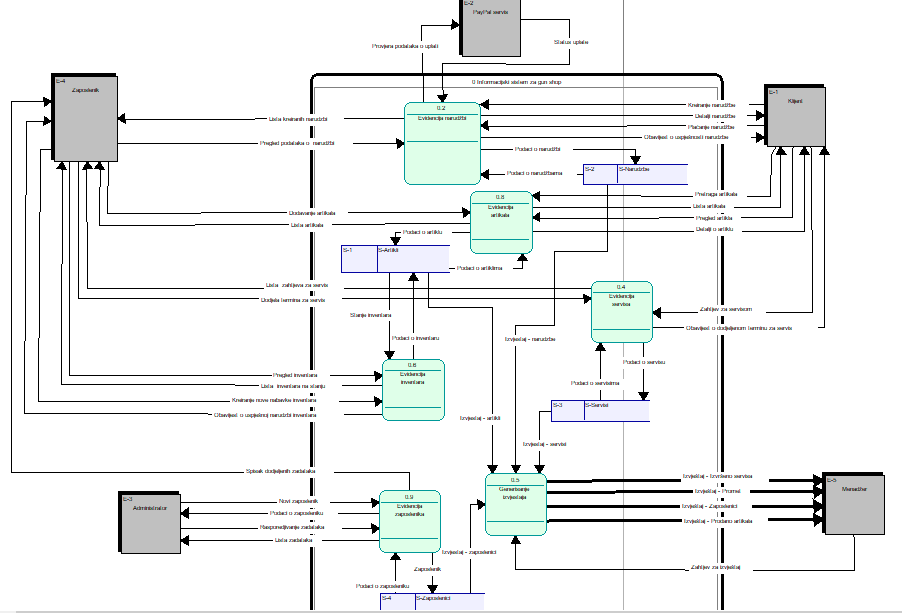 E-2
PayPal servis
Provjera podataka o uplati
Status uplate
0 Informacijski sistem za gun shop
E-4
Zaposlenik
E-1
Klijent
0.2
Evidencija narudžbi
Kreiranje narudžbe
Detalji narudžbe
Plaćanje narudžbe
Obavijest o uspješnosti narudžbe
Lista kreiranih narudžbi
Pregled podataka o narudžbi
Podaci o narudžbi
Podaci o narudžbama
S-2
S-Narudžbe
0.8
Evidencija
artikala
Pretraga artikala
Lista artikala
Pregled artikla
Detalji o artiklu
Dodavanje artikala
Lista artikala
Podaci o artiklu
S-1
S-Artikli
Podaci o artiklima
Lista zahtjeva za servis
Dodjela termina za servis
0.4
Evidencija
servisa
Zahtjev za servisom
Obavijest o dodjeljenom terminu za servis
Stanje inventara
Podaci o inventaru
Izvještaj - narudžbe
Podaci o servisu
Podaci o servisima
0.6
Evidencija
inventara
Pregled inventara
Lista inventara na stanju
Kreiranje nove nabavke inventara
Obavijest o uspješnoj narudžbi inventara
S-3
S-Servisi
Izvještaj - artikli
Izvještaj - servisi
Spisak dodjeljenih zadataka
0.5
Generisanje
izvještaja
Izvještaj - Izvršeno servisa
Izvještaj - Promet
Izvještaj - Zaposlenici
Izvještaj - Prodano artikala
E-5
Menadžer
E-3
Administrator
Novi zaposlenik
Podaci o zaposleniku
Raspoređivanje zadataka
Lista zadataka
0.9
Evidencija
zaposlenika
Izvještaj - zaposlenici
Zahtjev za izvještaj
Zaposlenik
Podaci o zaposleniku
S-4
S-Zaposlenici